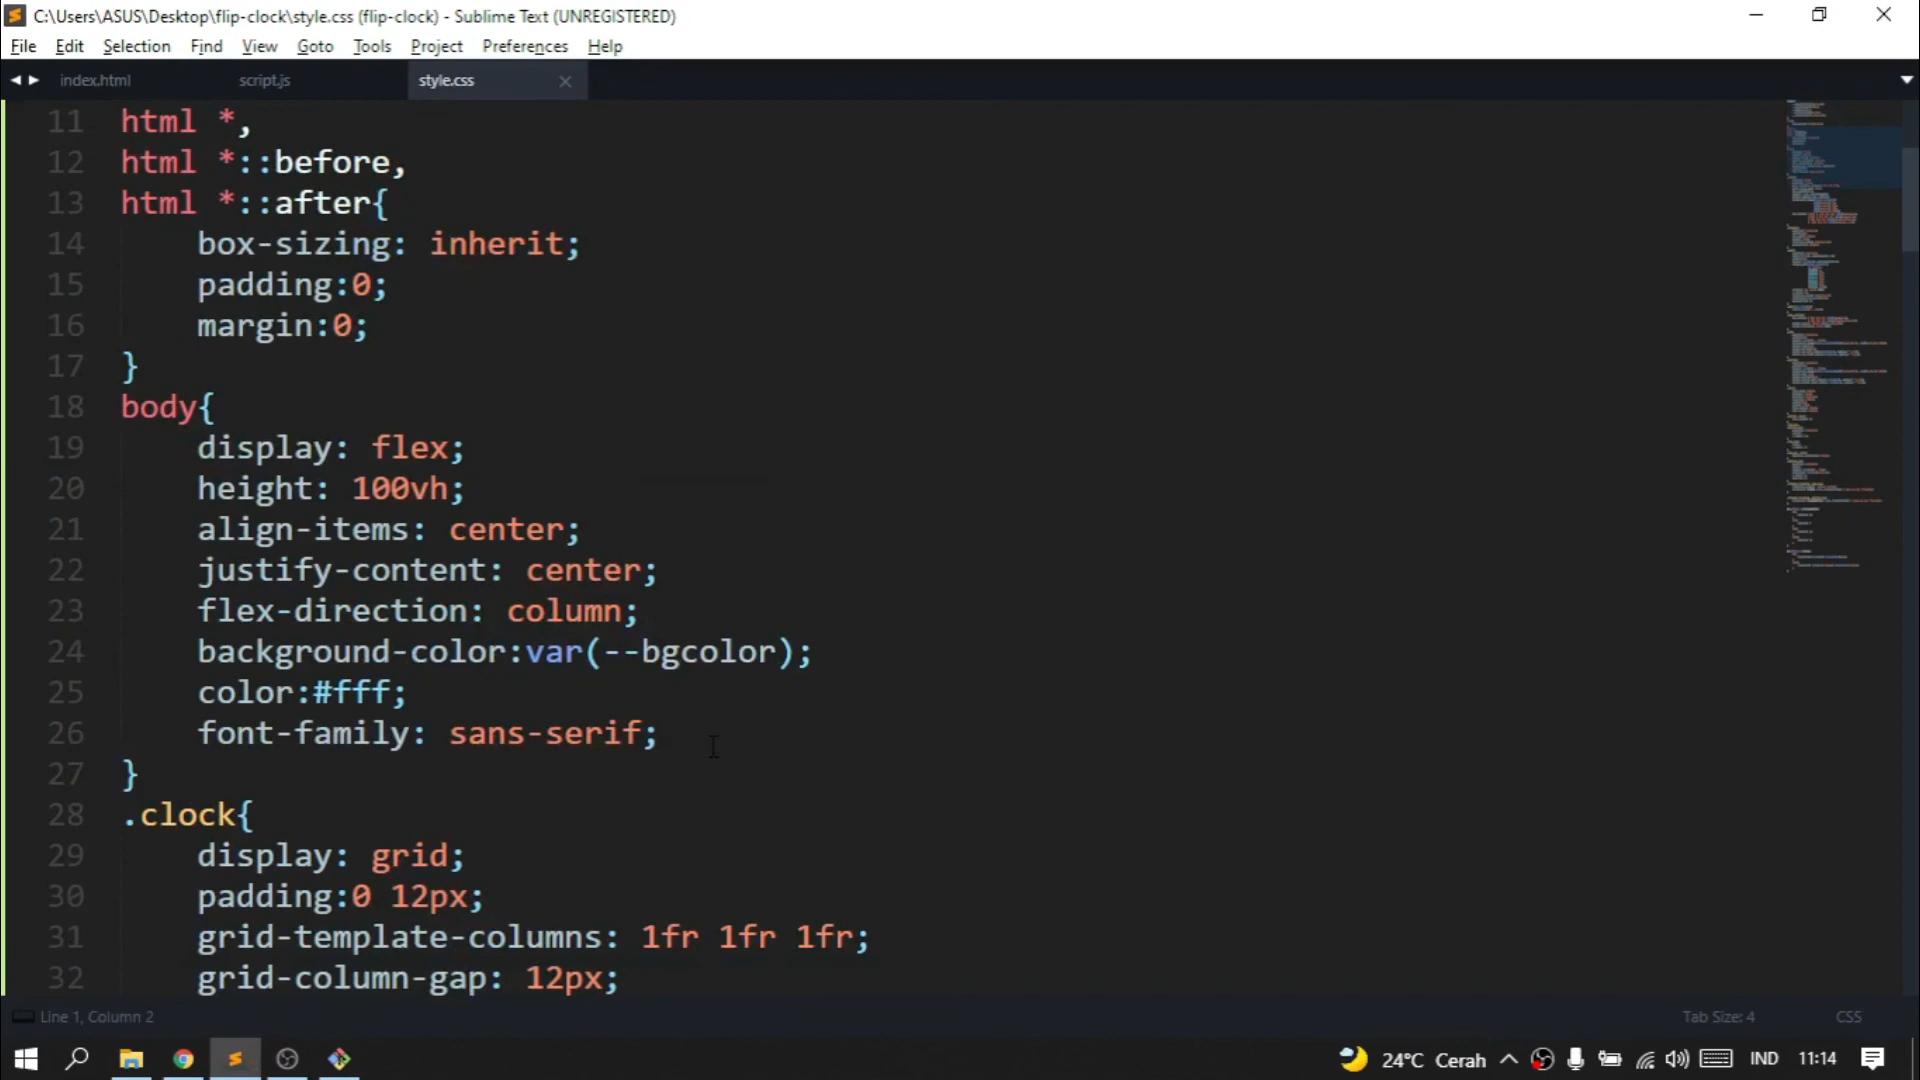 C:\Users\ASUS\Desktop\flip-clock\style.css (flip-clock) - Sublime Text (UNREGISTERED)
File Edit Selection Find View Goto Tools Project Preferences Help
index.html script.js style.css
11 html *,
12 html *::before,
13 html *::after{
14 box-sizing: inherit;
15 padding:0;
16 margin:0;
17 }
18 body{
19 display: flex;
20 height: 100vh;
21 align-items: center;
22 justify-content: center;
23 flex-direction: column;
24 background-color:var(--bgcolor);
25 color:#fff;
26 font-family: sans-serif;
27 }
28 .clock{
29 display: grid;
30 padding:0 12px;
31 grid-template-columns: 1fr 1fr 1fr;
32 grid-column-gap: 12px;
Line 1, Column 2 Tab Size: 4 CSS
24°C Cerah IND 11:14